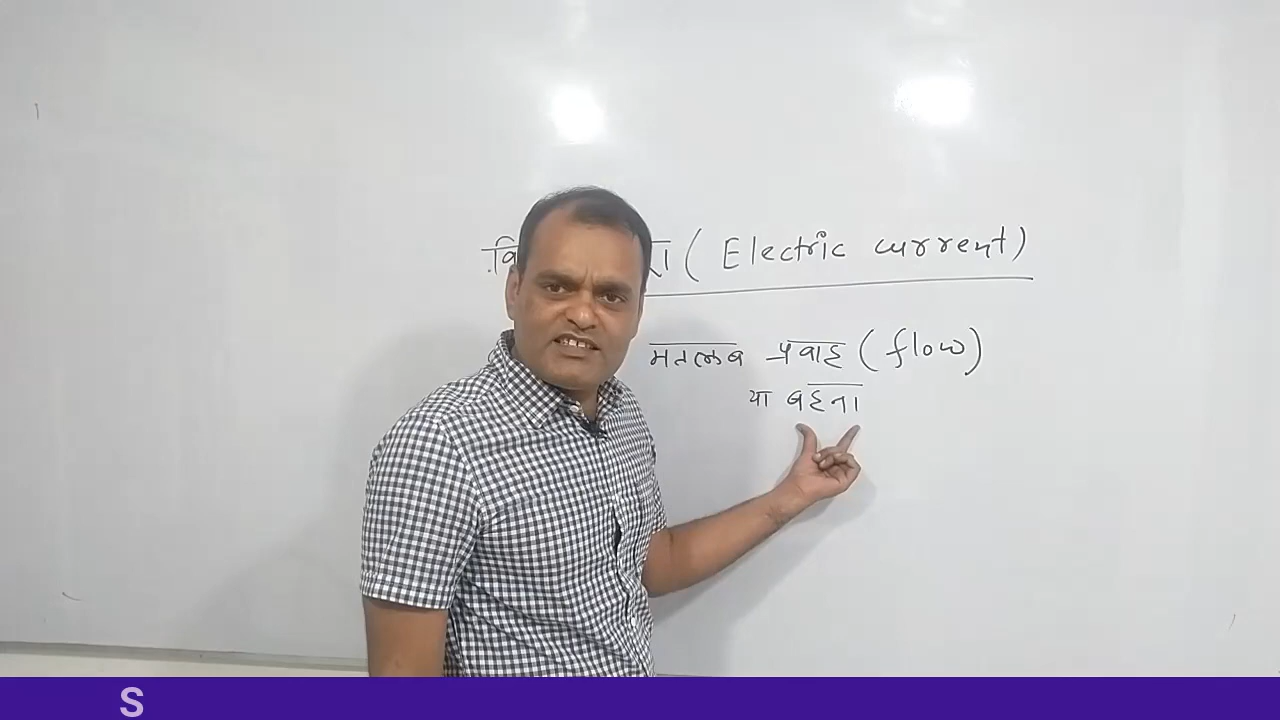 ( Electric current )
मतलब प्रवाह ( flow )
या बहना
S